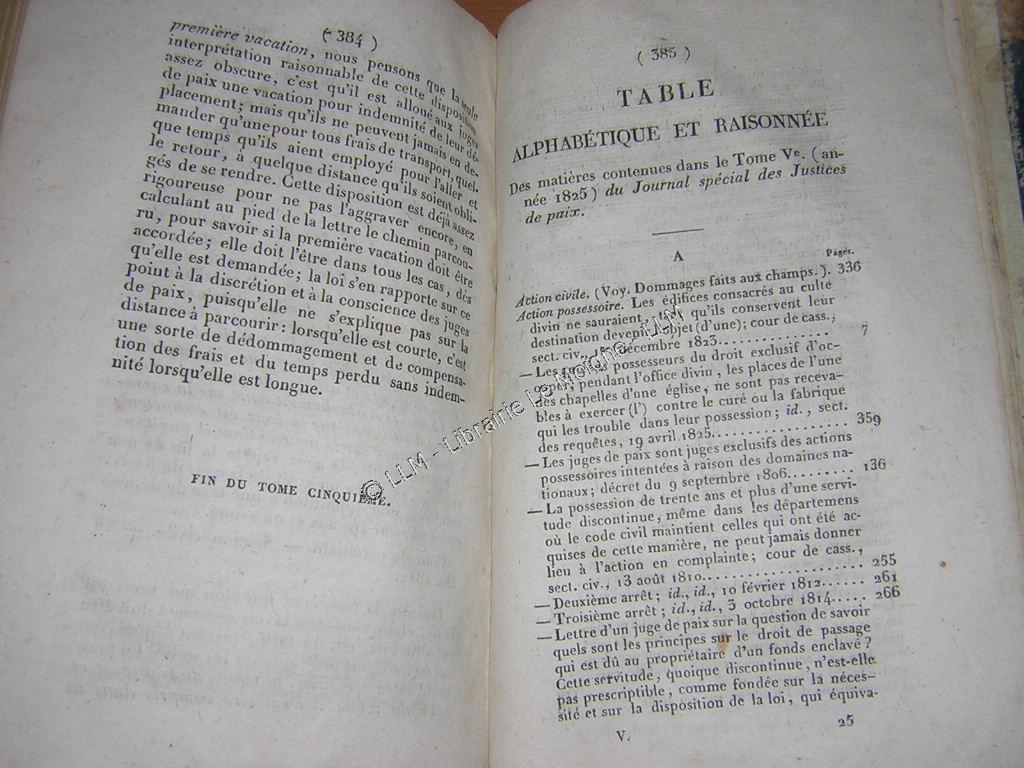 ( 384 )
première vacation, nous pensons que la seule
interprétation raisonnable de cette disposition
assez obscure, c'est qu'il est alloué aux juges
de paix une vacation pour indemnité de leur dé-
placement; mais qu'ils ne peuvent jamais en de-
mander qu'une pour tous frais de transport, quel-
que temps qu'ils aient employé pour l'aller et
le retour, à quelque distance qu'ils soient obli-
gés de se rendre. Cette disposition est déjà assez
rigoureuse pour ne pas l'aggraver encore, en
calculant au pied de la lettre le chemin parcou-
ru, pour savoir si la première vacation doit être
accordée; elle doit l'être dans tous les cas, dès
qu'elle est demandée; la loi s'en rapporte sur ce
point à la discrétion et à la conscience des juges
de paix, puisqu'elle ne s'explique pas sur la
distance à parcourir: lorsqu'elle est courte, c'est
une sorte de dédommagement et de compensa-
tion des frais et du temps perdu sans indem-
nité lorsqu'elle est longue.
FIN DU TOME CINQUIÈME.
( 385 )
TABLE
ALPHABÉTIQUE ET RAISONNÉE
Des matières contenues dans le Tome Ve. (an-
née 1825) du Journal spécial des Justices
de paix.
A
Pages.
Action civile. (Voy. Dommages faits aux champs.). 336
Action possessoire. Les édifices consacrés au culte
divin ne sauraient, tant qu'ils conservent leur
destination devenir l'objet (d'une); cour de cass.,
sect. civ., décembre 1823......... 7
— Les possesseurs du droit exclusif d'oc-
cuper, pendant l'office divin, les places de l'une
des chapelles d'une église, ne sont pas receva-
bles à exercer (l') contre le curé ou la fabrique
qui les trouble dans leur possession; id., sect.
des requêtes, 19 avril 1825............. 359
— Les juges de paix sont juges exclusifs des actions
possessoires intentées à raison des domaines na-
tionaux; décret du 9 septembre 1806......... 136
— La possession de trente ans et plus d'une servi-
tude discontinue, même dans les départemens
où le code civil maintient celles qui ont été ac-
quises de cette manière, ne peut jamais donner
lieu à l'action en complainte; cour de cass.,
sect. civ., 13 août 1810.............. 255
— Deuxième arrêt; id., id., 10 février 1812...... 261
— Troisième arrêt; id., id., 3 octobre 1814..... 266
— Lettre d'un juge de paix sur la question de savoir
quels sont les principes sur le droit de passage
qui est dû au propriétaire d'un fonds enclavé?
Cette servitude, quoique discontinue, n'est-elle
pas prescriptible, comme fondée sur la néces-
sité et sur la disposition de la loi, qui équiva-
V. 25
© LLM - Librairie Le Moigne - LLM